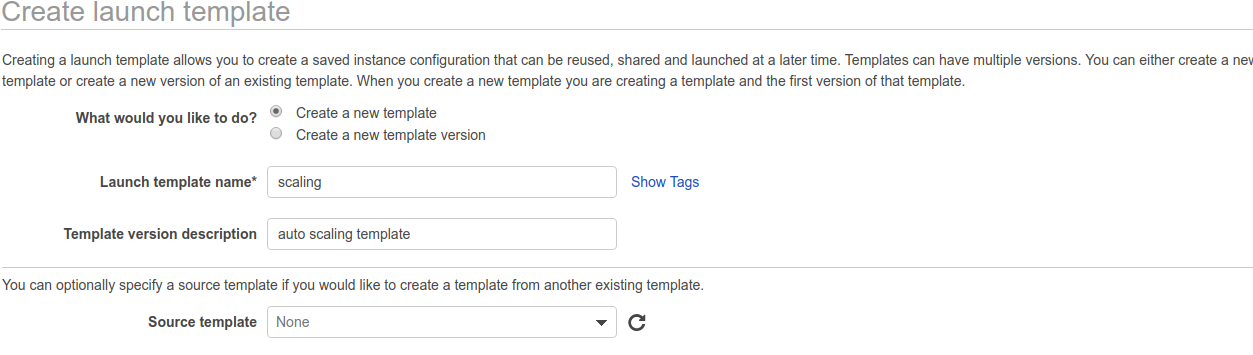 Create launch template
Creating a launch template allows you to create a saved instance configuration that can be reused, shared and launched at a later time. Templates can have multiple versions. You can either create a new
template or create a new version of an existing template. When you create a new template you are creating a template and the first version of that template.
What would you like to do? Create a new template
Create a new template version
Launch template name* scaling Show Tags
Template version description auto scaling template
You can optionally specify a source template if you would like to create a template from another existing template.
Source template None